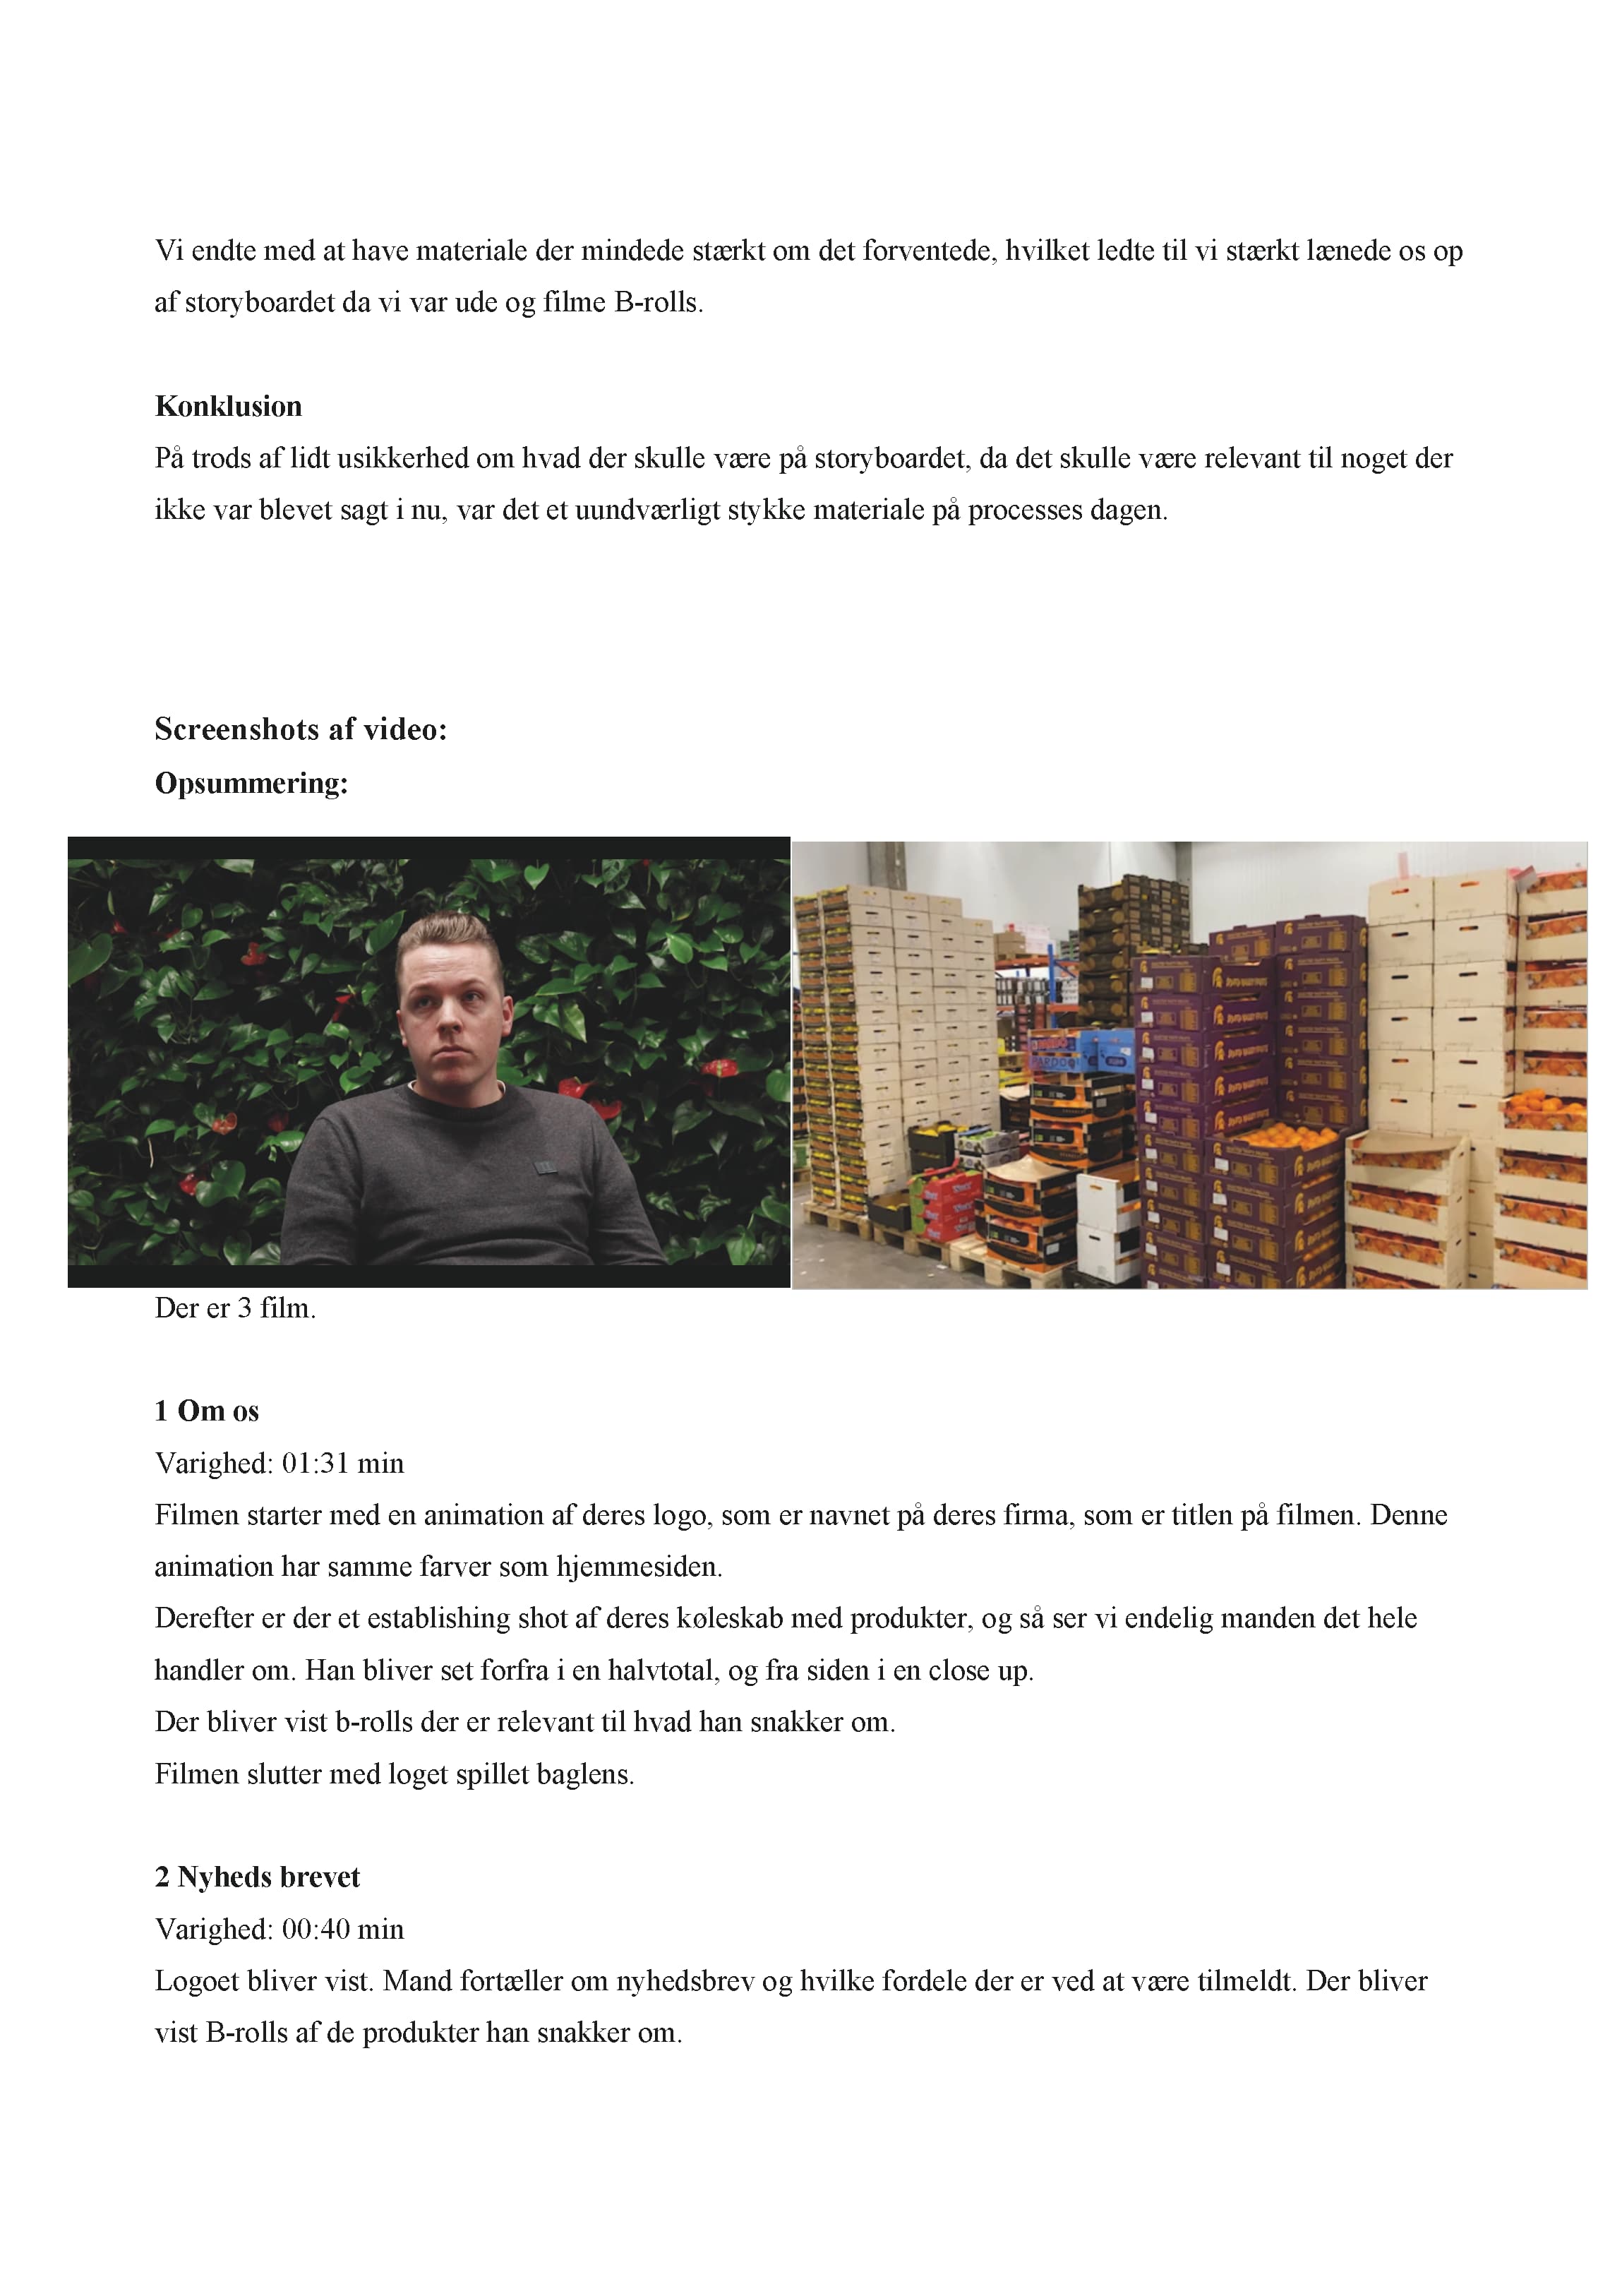 Vi endte med at have materiale der mindede stærkt om det forventede, hvilket ledte til vi stærkt lænede os op
af storyboardet da vi var ude og filme B-rolls.
Konklusion
På trods af lidt usikkerhed om hvad der skulle være på storyboardet, da det skulle være relevant til noget der
ikke var blevet sagt i nu, var det et uundværligt stykke materiale på processes dagen.
Screenshots af video:
Opsummering:
Der er 3 film.
1 Om os
Varighed: 01:31 min
Filmen starter med en animation af deres logo, som er navnet på deres firma, som er titlen på filmen. Denne
animation har samme farver som hjemmesiden.
Derefter er der et establishing shot af deres køleskab med produkter, og så ser vi endelig manden det hele
handler om. Han bliver set forfra i en halvtotal, og fra siden i en close up.
Der bliver vist b-rolls der er relevant til hvad han snakker om.
Filmen slutter med loget spillet baglens.
2 Nyheds brevet
Varighed: 00:40 min
Logoet bliver vist. Mand fortæller om nyhedsbrev og hvilke fordele der er ved at være tilmeldt. Der bliver
vist B-rolls af de produkter han snakker om.